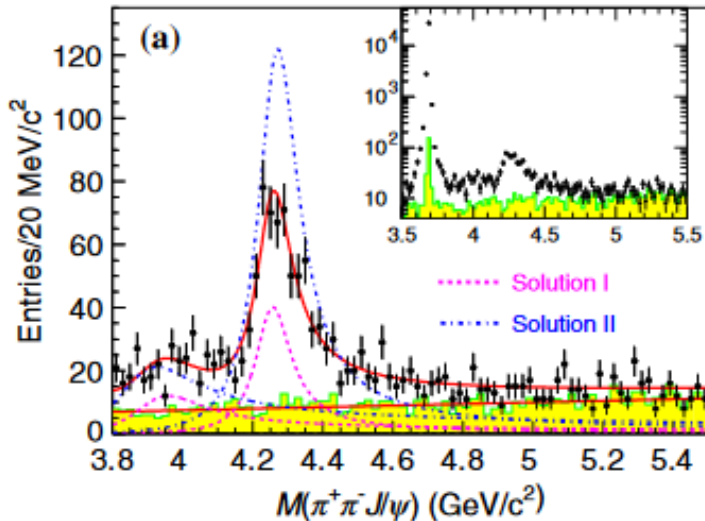 (a)
Entries/20 MeV/c²
120
100
80
60
40
20
0
3.8 4 4.2 4.4 4.6 4.8 5 5.2 5.4
M(π⁺π⁻J/ψ) (GeV/c²)
10⁴
10³
10²
10
3.5 4 4.5 5 5.5
Solution I
Solution II